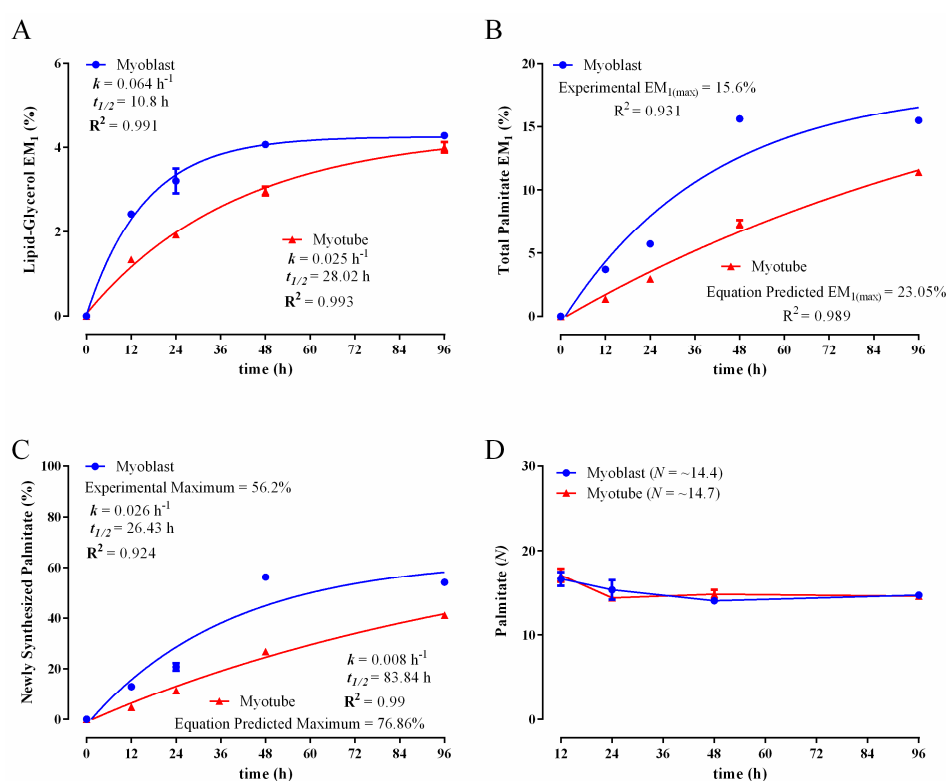 A
Myoblast
k = 0.064 h-1
t1/2 = 10.8 h
R2 = 0.991
Myotube
k = 0.025 h-1
t1/2 = 28.02 h
R2 = 0.993
Lipid-Glycerol EM1 (%)
6
4
2
0
0 12 24 36 48 60 72 84 96
time (h)
B
Myoblast
Experimental EM1(max) = 15.6%
R2 = 0.931
Myotube
Equation Predicted EM1(max) = 23.05%
R2 = 0.989
Total Palmitate EM1 (%)
20
15
10
5
0
0 12 24 36 48 60 72 84 96
time (h)
C
Myoblast
Experimental Maximum = 56.2%
k = 0.026 h-1
t1/2 = 26.43 h
R2 = 0.924
k = 0.008 h-1
t1/2 = 83.84 h
R2 = 0.99
Myotube
Equation Predicted Maximum = 76.86%
Newly Synthesized Palmitate (%)
100
80
60
40
20
0
0 12 24 36 48 60 72 84 96
time (h)
D
Myoblast (N = ~14.4)
Myotube (N = ~14.7)
Palmitate (N)
30
20
10
0
12 24 36 48 60 72 84 96
time (h)